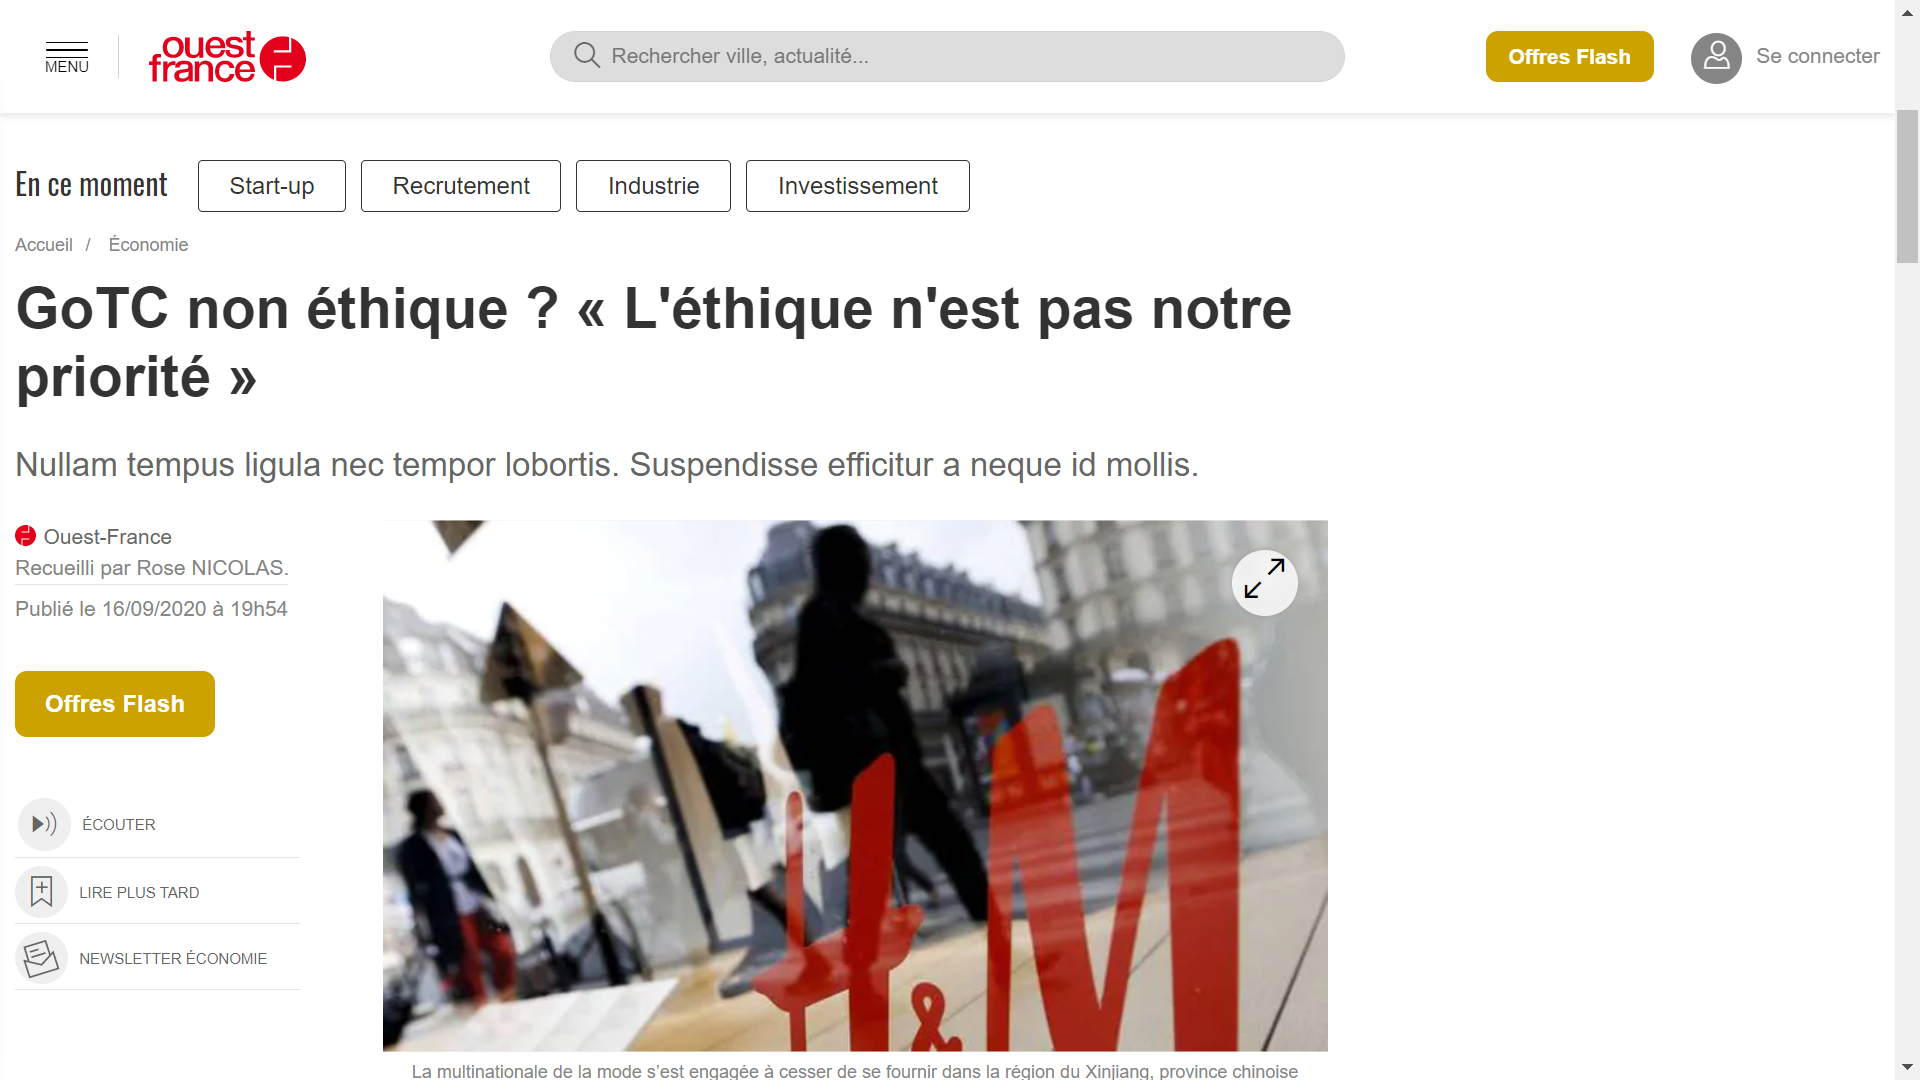 MENU
ouest
france
Rechercher ville, actualité...
Offres Flash
Se connecter
En ce moment
Start-up
Recrutement
Industrie
Investissement
Accueil / Économie
GoTC non éthique ? « L'éthique n'est pas notre
priorité »
Nullam tempus ligula nec tempor lobortis. Suspendisse efficitur a neque id mollis.
Ouest-France
Recueilli par Rose NICOLAS.
Publié le 16/09/2020 à 19h54
Offres Flash
ÉCOUTER
LIRE PLUS TARD
NEWSLETTER ÉCONOMIE
H&M
La multinationale de la mode s’est engagée à cesser de se fournir dans la région du Xinjiang, province chinoise